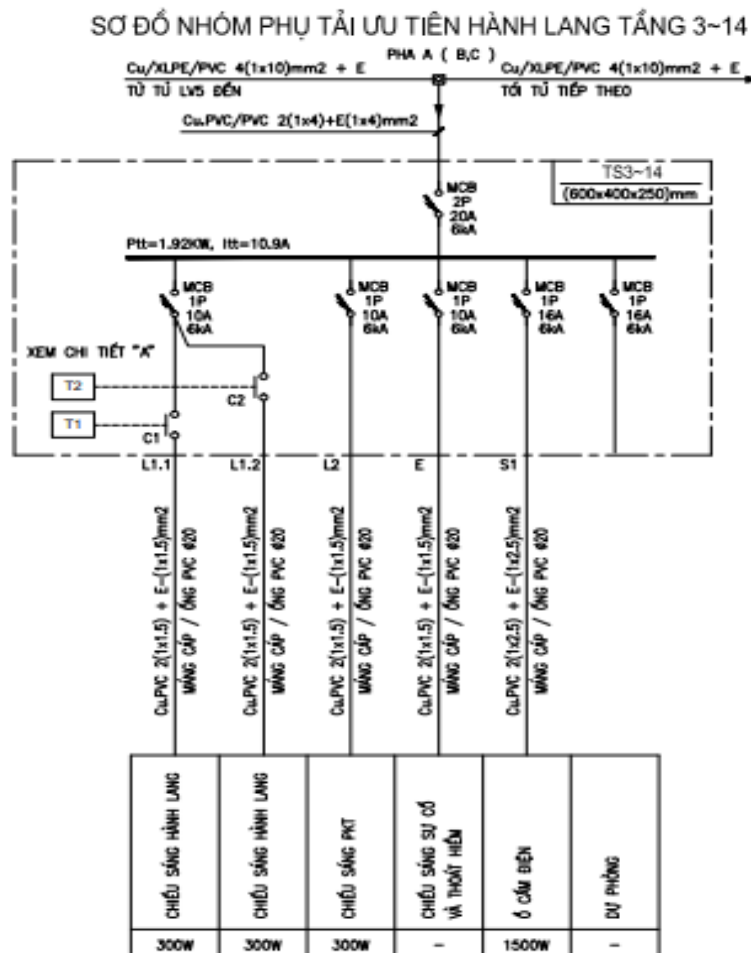 SƠ ĐỒ NHÓM PHỤ TẢI ƯU TIÊN HÀNH LANG TẦNG 3~14
PHA A ( B,C )
Cu/XLPE/PVC 4(1x10)mm2 + E
TỪ TỦ LV5 ĐẾN
Cu/XLPE/PVC 4(1x10)mm2 + E
TỚI TỦ TIẾP THEO
Cu.PVC/PVC 2(1x4)+E(1x4)mm2
TS3~14
(600x400x250)mm
MCB
2P
20A
6kA
Ptt=1.92KW, Itt=10.9A
MCB
1P
10A
6kA
MCB
1P
10A
6kA
MCB
1P
10A
6kA
MCB
1P
16A
6kA
MCB
1P
16A
6kA
XEM CHI TIẾT "A"
T2
C2
T1
C1
L1.1
L1.2
L2
E
S1
Cu.PVC 2(1x1.5) + E-(1x1.5)mm2
MÁNG CÁP / ỐNG PVC Ø20
Cu.PVC 2(1x1.5) + E-(1x1.5)mm2
MÁNG CÁP / ỐNG PVC Ø20
Cu.PVC 2(1x1.5) + E-(1x1.5)mm2
MÁNG CÁP / ỐNG PVC Ø20
Cu.PVC 2(1x1.5) + E-(1x1.5)mm2
MÁNG CÁP / ỐNG PVC Ø20
Cu.PVC 2(1x2.5) + E-(1x2.5)mm2
MÁNG CÁP / ỐNG PVC Ø20
CHIẾU SÁNG HÀNH LANG
CHIẾU SÁNG HÀNH LANG
CHIẾU SÁNG PKT
CHIẾU SÁNG SỰ CỐ
VÀ THOÁT HIỂM
Ổ CẮM ĐIỆN
DỰ PHÒNG
300W
300W
300W
-
1500W
-